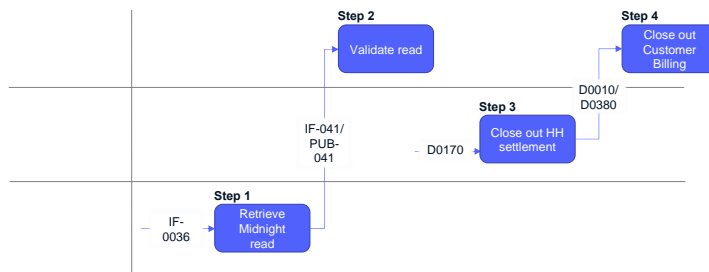 Step 2
Validate read
Step 4
Close out
Customer
Billing
D0010/
D0380
Step 3
Close out HH
settlement
D0170
IF-041/
PUB-
041
Step 1
Retrieve
Midnight
read
IF-
0036